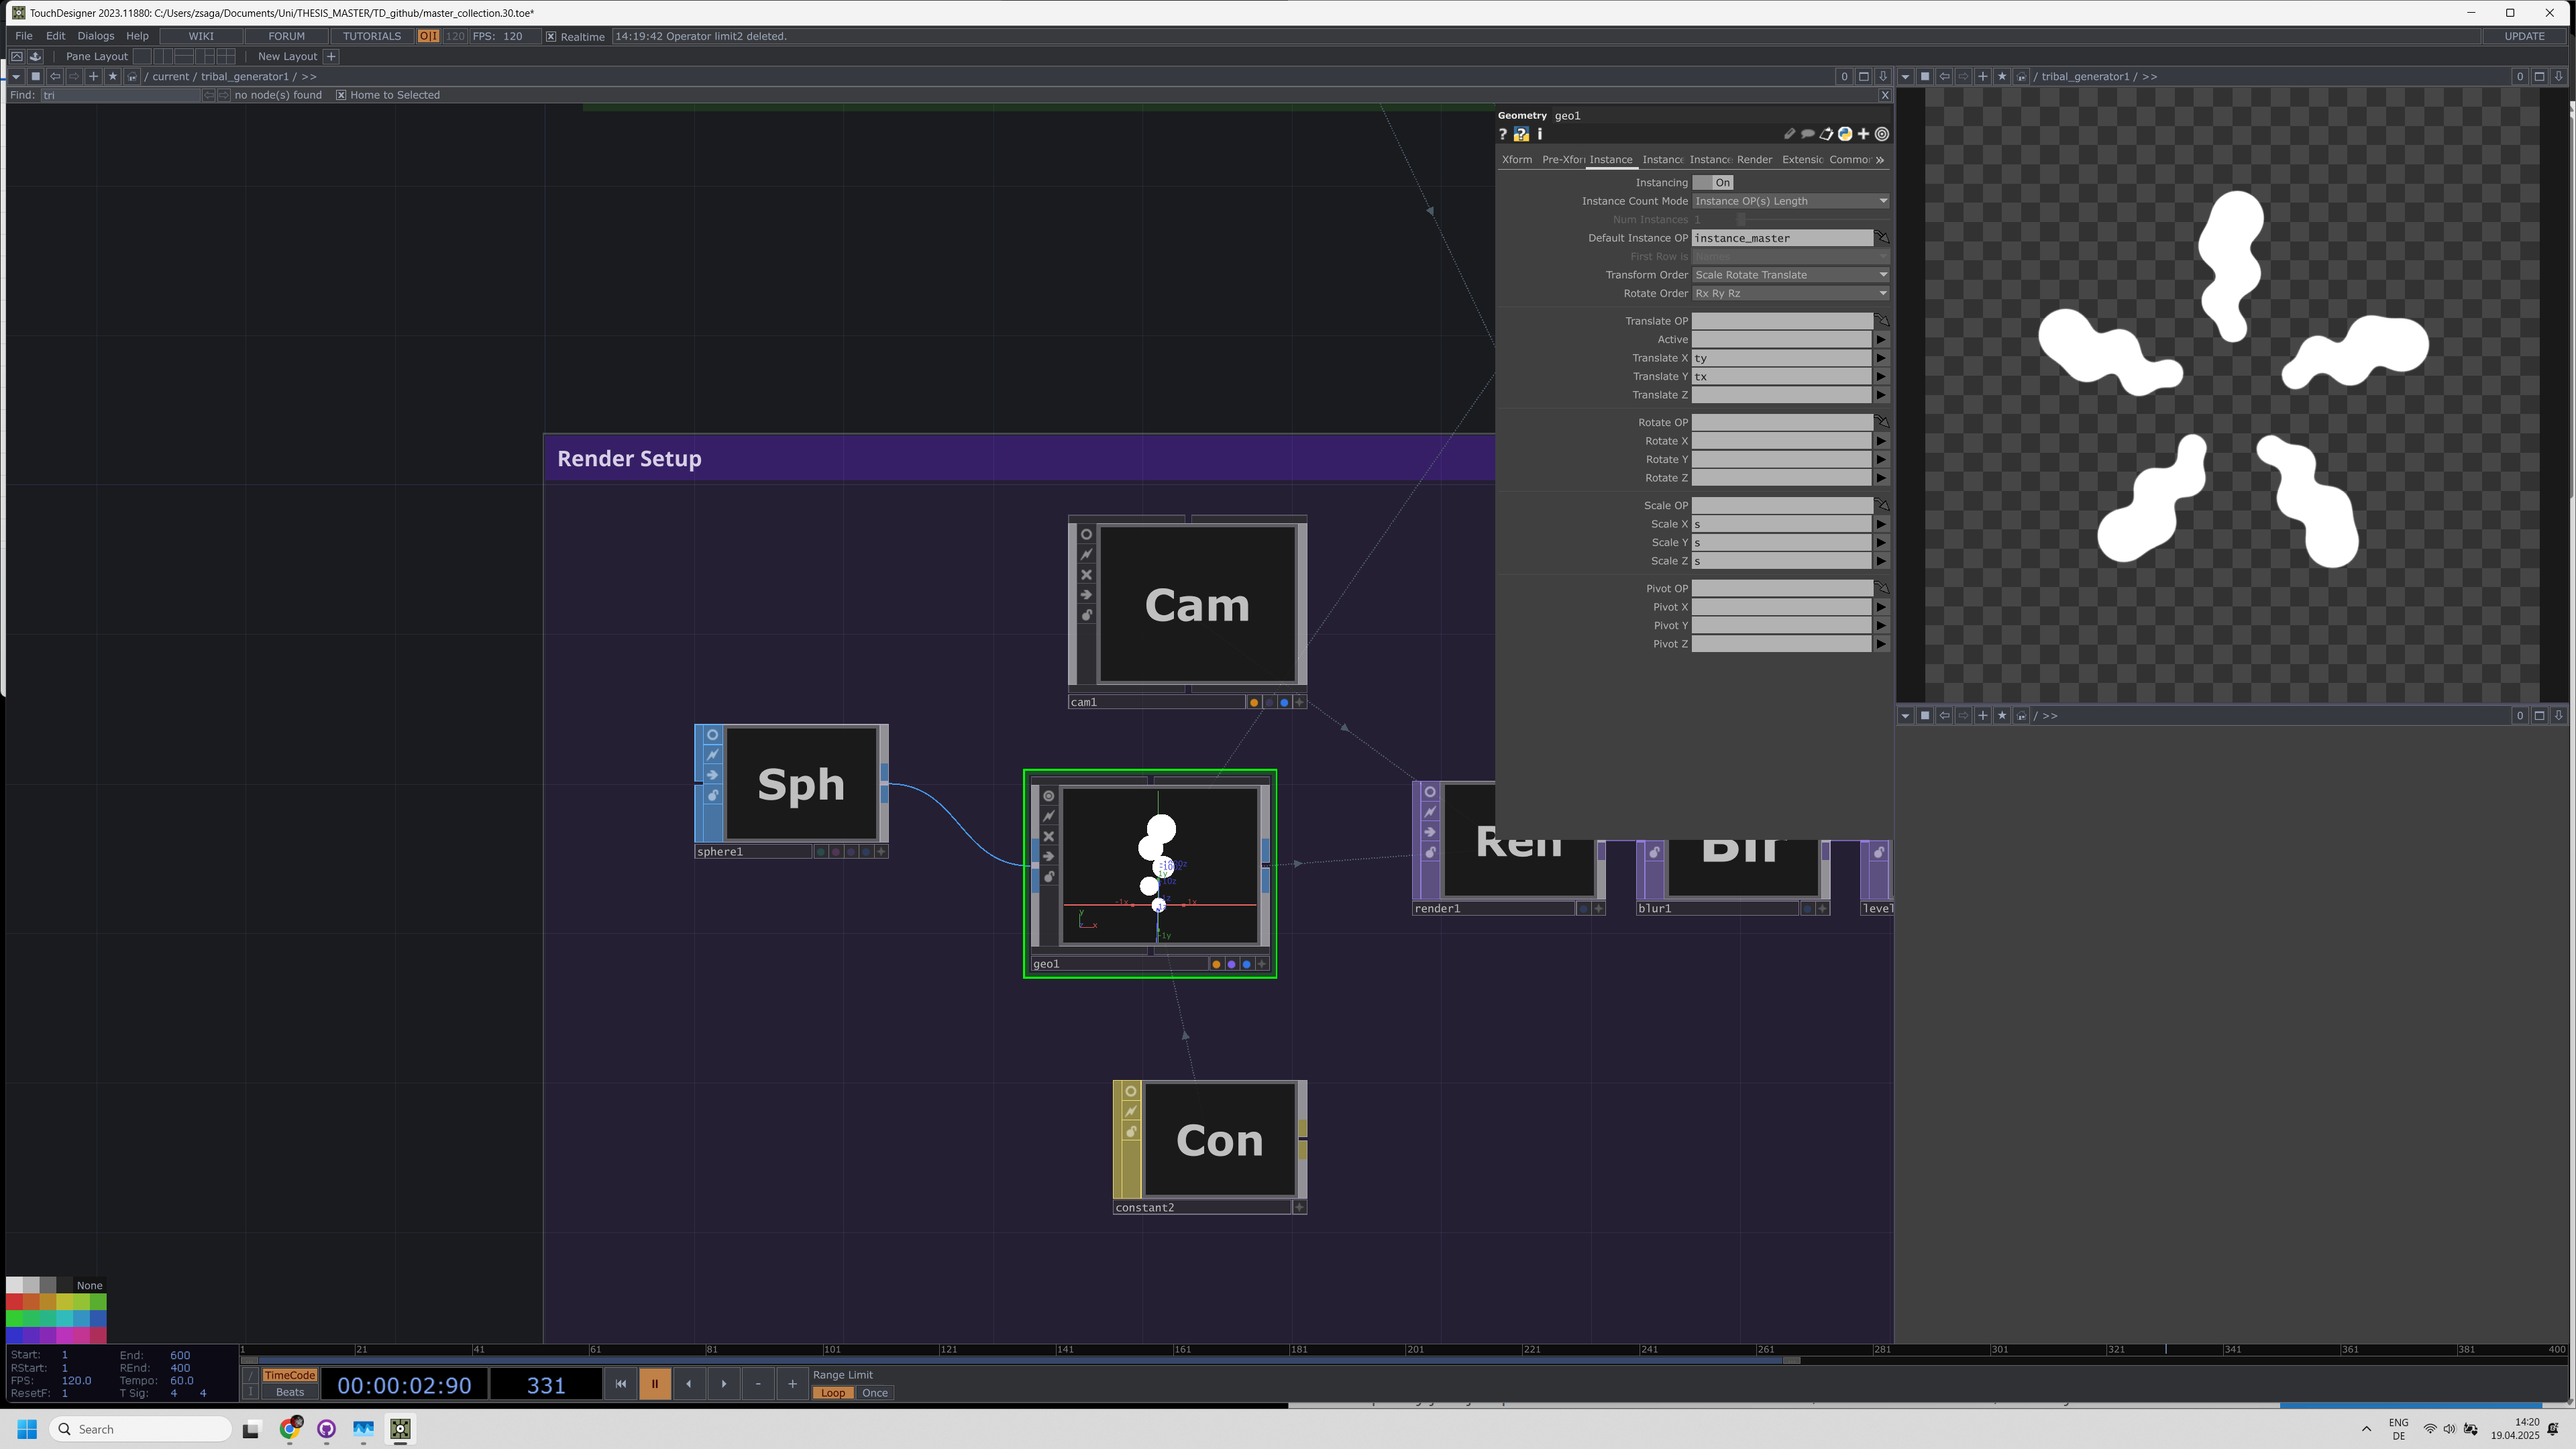 TouchDesigner 2023.11880: C:/Users/zsaga/Documents/Uni/THESIS_MASTER/TD_github/master_collection.30.toe*
File Edit Dialogs Help WIKI FORUM TUTORIALS O|I 120 FPS: 120 Realtime 14:19:42 Operator limit2 deleted. UPDATE
Pane Layout New Layout +
/ current / tribal_generator1 / >> 0
/ tribal_generator1 / >> 0
Find: tri no node(s) found x Home to Selected X
Geometry geo1
? ? i
Xform Pre-Xfor Instance Instance Instance Render Extensio Common »
Instancing On
Instance Count Mode Instance OP(s) Length
Num Instances 1
Default Instance OP instance_master
First Row is Names
Transform Order Scale Rotate Translate
Rotate Order Rx Ry Rz
Translate OP
Active
Translate X ty
Translate Y tx
Translate Z
Rotate OP
Rotate X
Rotate Y
Rotate Z
Scale OP
Scale X s
Scale Y s
Scale Z s
Pivot OP
Pivot X
Pivot Y
Pivot Z
Render Setup
Cam
cam1
Sph
sphere1
-1x 1x
-1y
y
x
geo1
Ren
render1
Blr
blur1
level
Con
constant2
/ >> 0
None
Start: 1 End: 600
RStart: 1 REnd: 400
FPS: 120.0 Tempo: 60.0
ResetF: 1 T Sig: 4 4
1 21 41 61 81 101 121 141 161 181 201 221 241 261 281 301 321 341 361 381 400
TimeCode
Beats
00:00:02:90
331
- +
Range Limit
Loop Once
Search
ENG
DE
14:20
19.04.2025